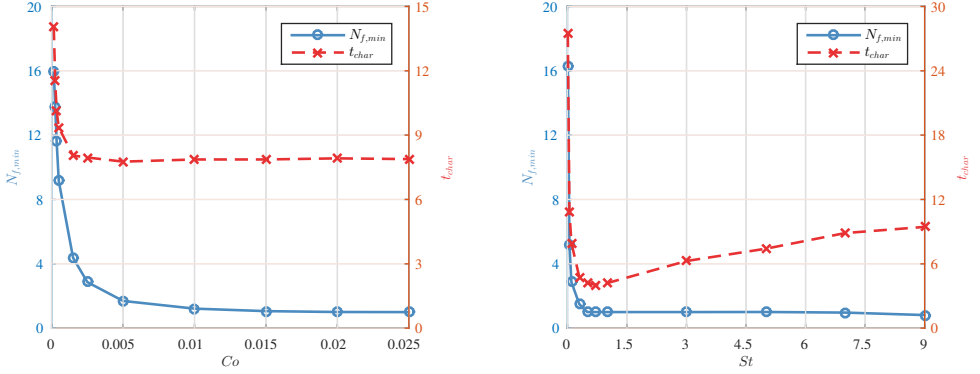 20 15 20 30
N_{f,min} N_{f,min}
t_{char} t_{char}
16 12 16 24
12 9 12 18
N_{f,min} t_{char} N_{f,min} t_{char}
8 6 8 12
4 3 4 6
0 0 0 0
0 0.005 0.01 0.015 0.02 0.025 0 1.5 3 4.5 6 7.5 9
Co St